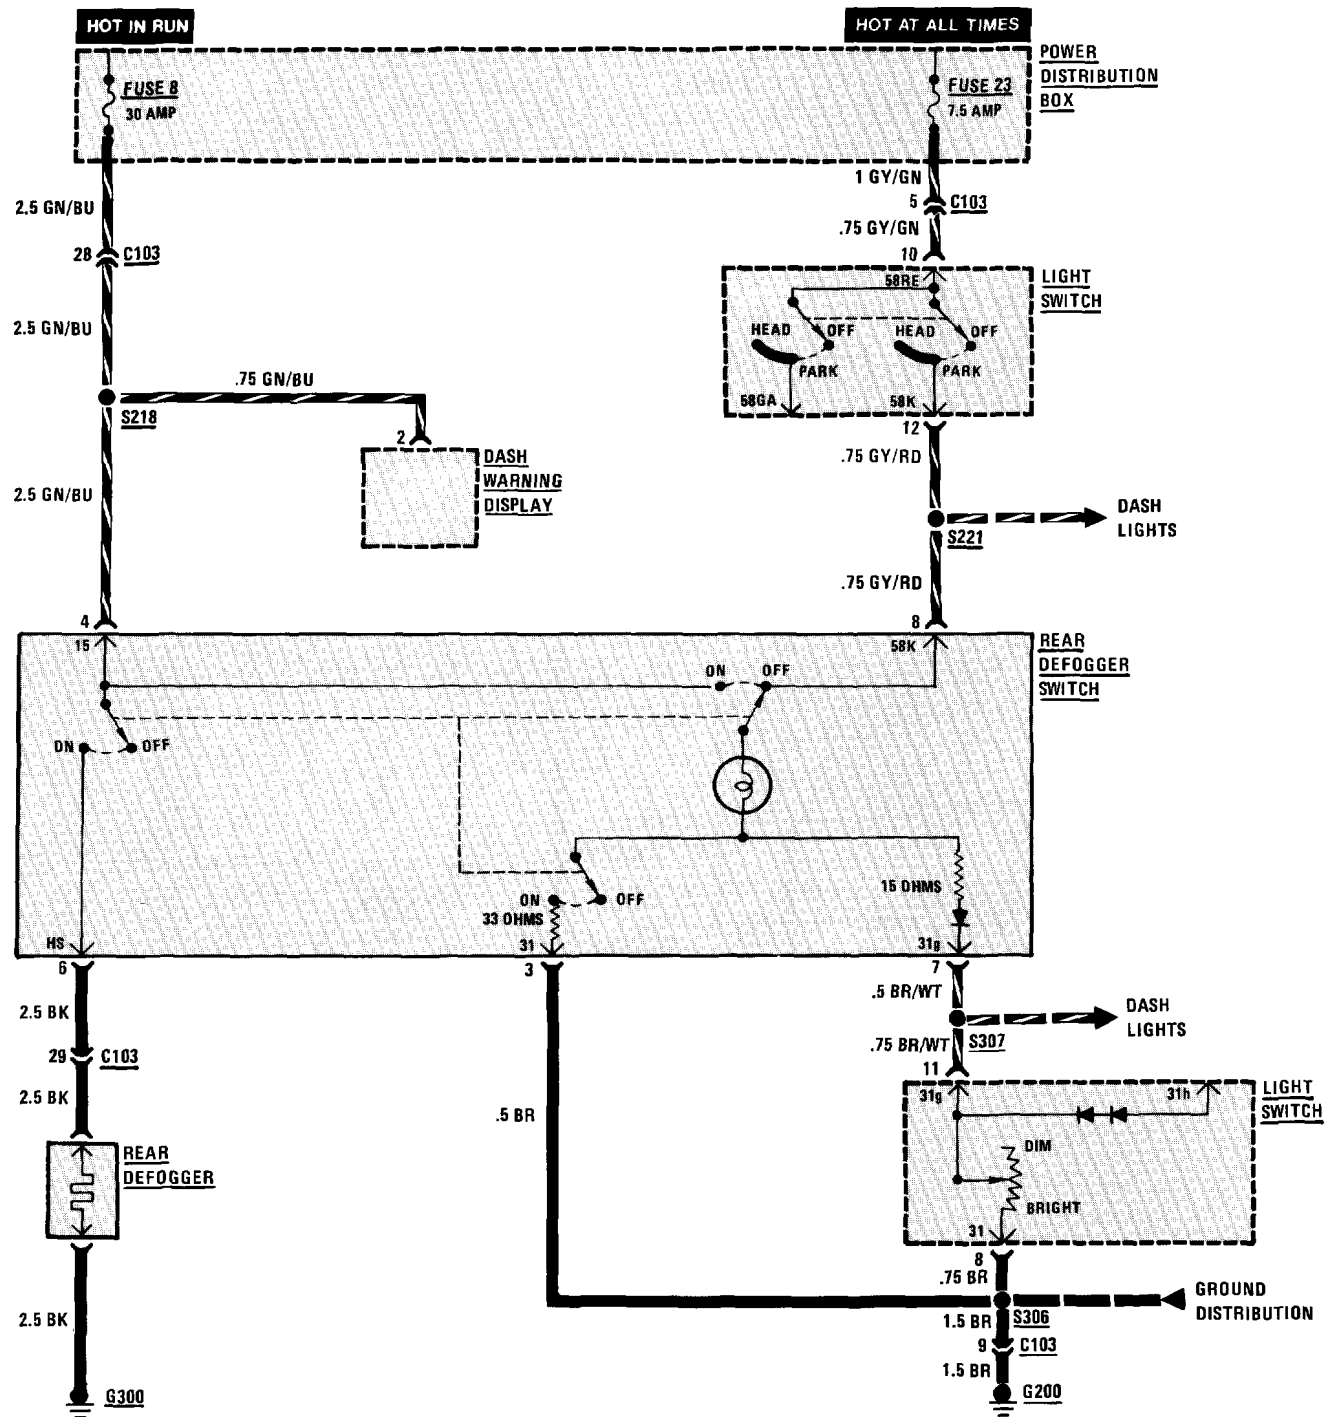 HOT IN RUN
HOT AT ALL TIMES
POWER
DISTRIBUTION
BOX
FUSE 8
30 AMP
FUSE 23
7.5 AMP
1 GY/GN
2.5 GN/BU
5
C103
.75 GY/GN
28
C103
10
58RE
LIGHT
SWITCH
2.5 GN/BU
HEAD
OFF
HEAD
OFF
PARK
PARK
.75 GN/BU
58GA
58K
S218
12
2
DASH
WARNING
DISPLAY
.75 GY/RD
2.5 GN/BU
DASH
LIGHTS
S221
.75 GY/RD
4
8
15
58K
REAR
DEFOGGER
SWITCH
ON
OFF
ON
OFF
15 OHMS
ON
OFF
33 OHMS
HS
31
31g
6
3
7
.5 BR/WT
2.5 BK
DASH
LIGHTS
S307
.75 BR/WT
29
C103
11
2.5 BK
31g
31h
LIGHT
SWITCH
.5 BR
REAR
DEFOGGER
DIM
BRIGHT
31
8
.75 BR
GROUND
DISTRIBUTION
2.5 BK
1.5 BR
S306
9
C103
1.5 BR
G300
G200